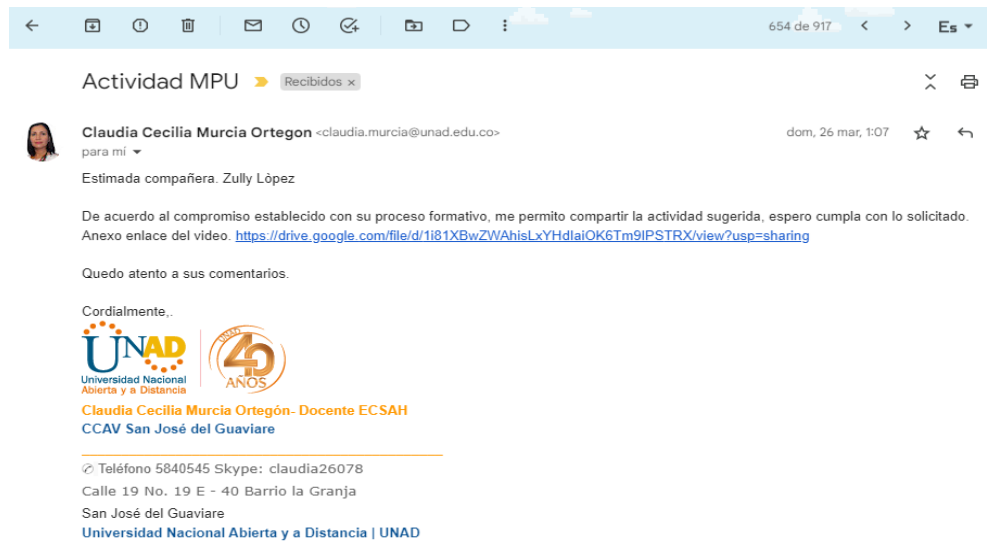 654 de 917
Es
Actividad MPU
Recibidos x
Claudia Cecilia Murcia Ortegon <claudia.murcia@unad.edu.co>
dom, 26 mar, 1:07
para mí
Estimada compañera. Zully Lòpez
De acuerdo al compromiso establecido con su proceso formativo, me permito compartir la actividad sugerida, espero cumpla con lo solicitado.
Anexo enlace del video. https://drive.google.com/file/d/1i81XBwZWAhisLxYHdIaiOK6Tm9IPSTRX/view?usp=sharing
Quedo atento a sus comentarios.
Cordialmente,.
UNAD
Universidad Nacional
Abierta y a Distancia
UNAD
40
AÑOS
Claudia Cecilia Murcia Ortegón- Docente ECSAH
CCAV San José del Guaviare
✆ Teléfono 5840545 Skype: claudia26078
Calle 19 No. 19 E - 40 Barrio la Granja
San José del Guaviare
Universidad Nacional Abierta y a Distancia | UNAD